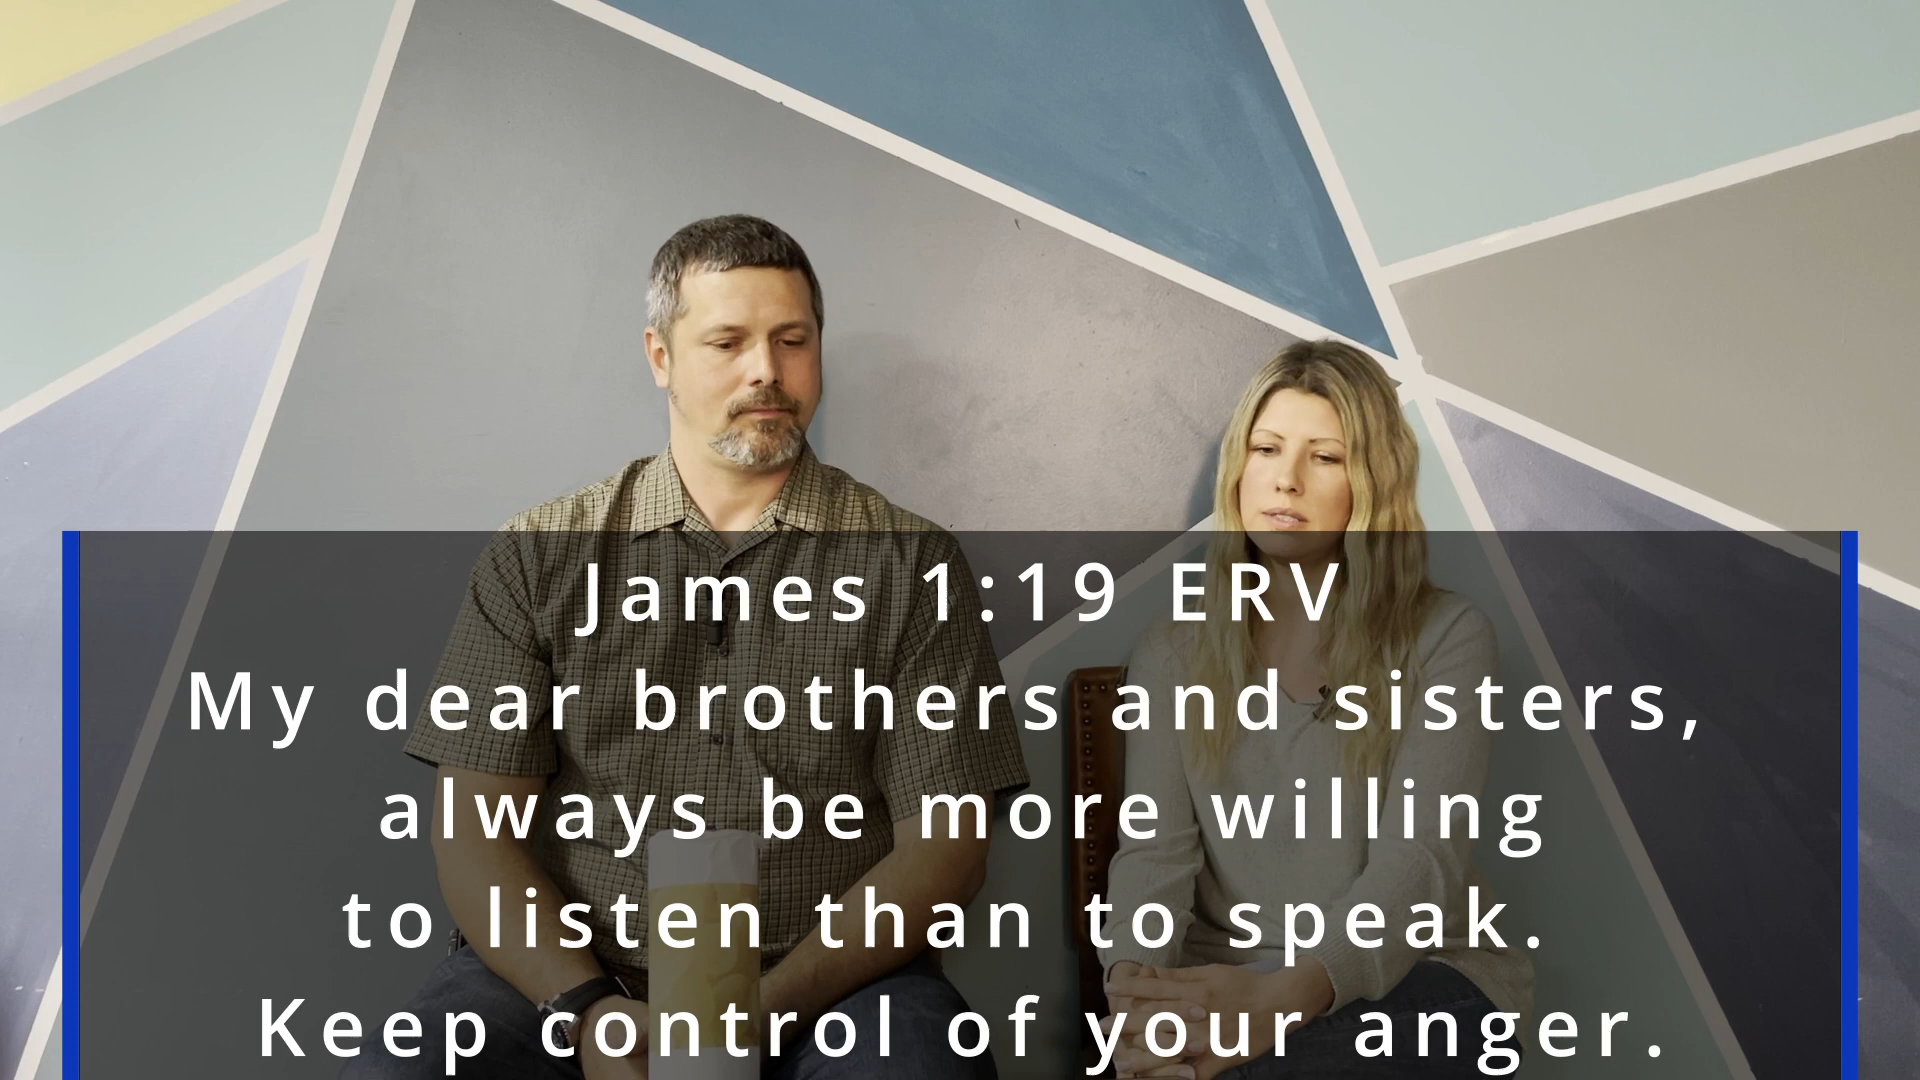 James 1:19 ERV
My dear brothers and sisters,
always be more willing
to listen than to speak.
Keep control of your anger.